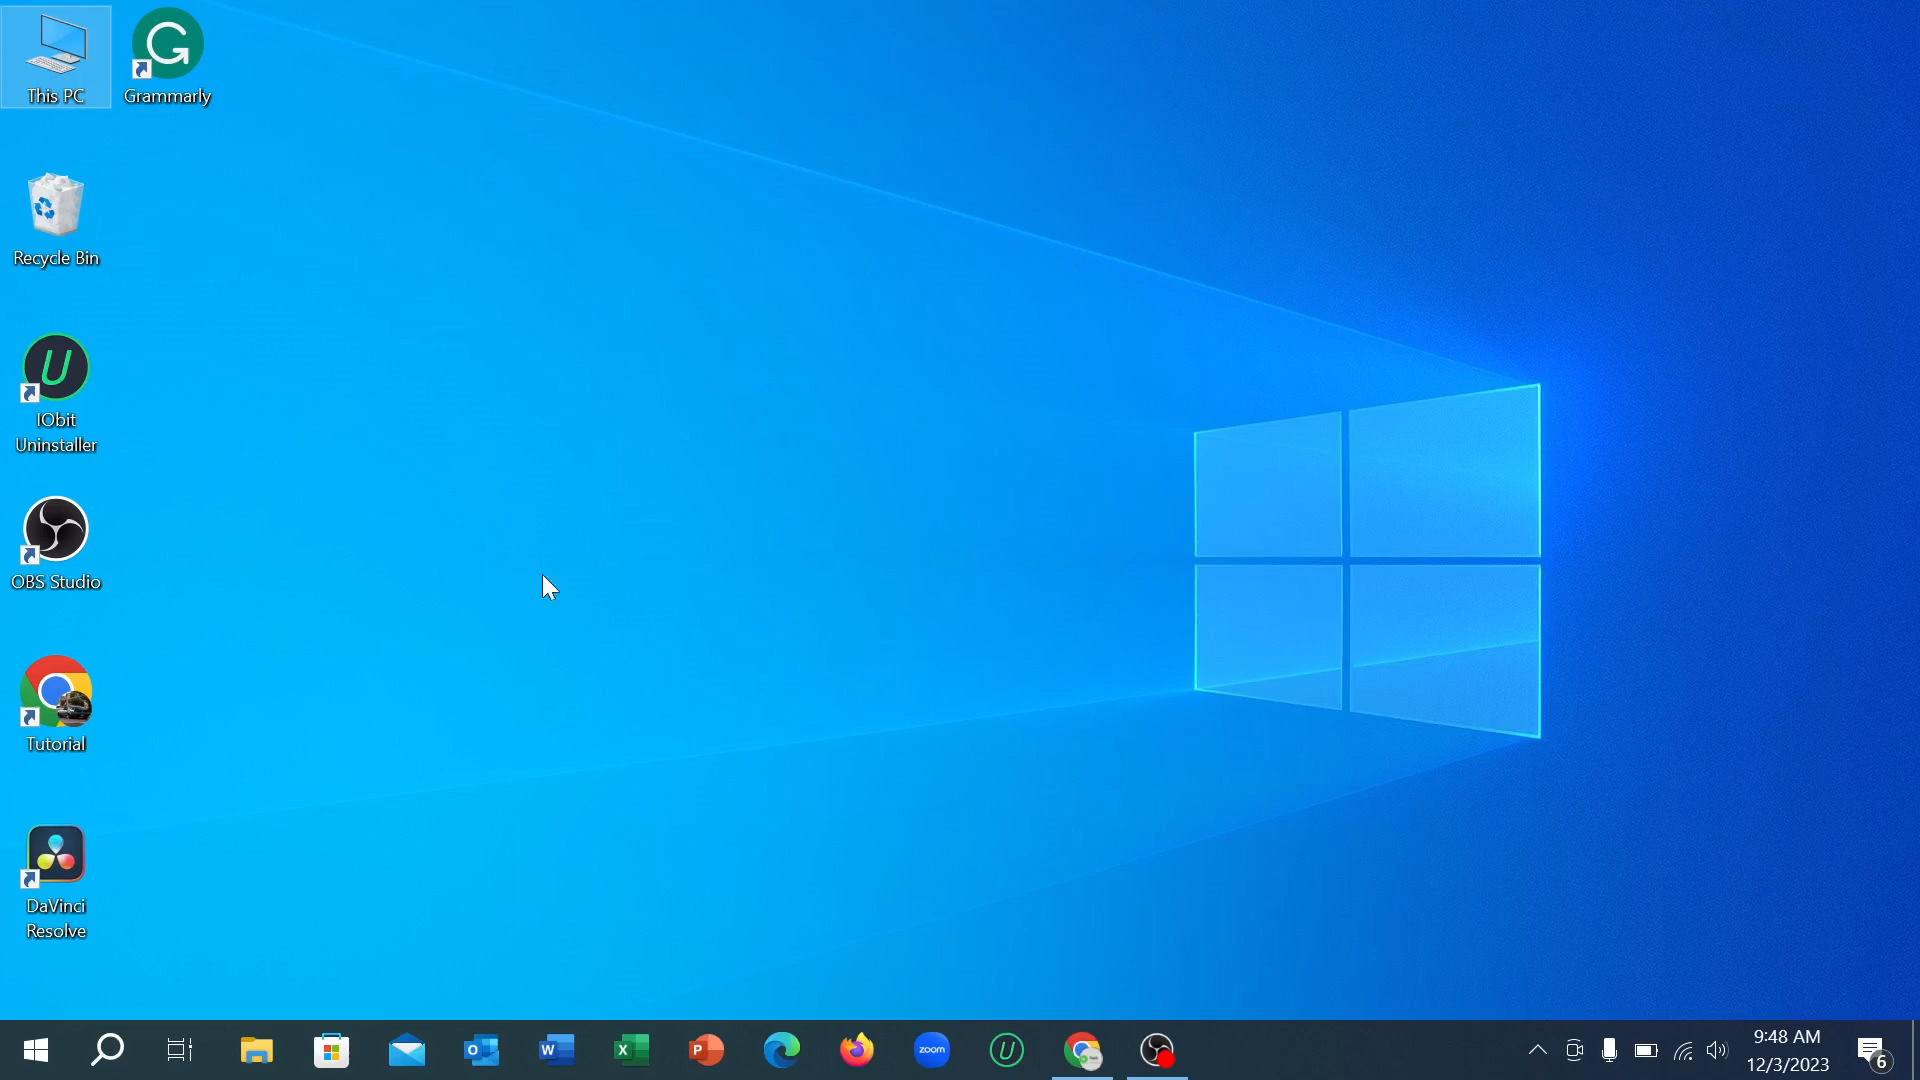 This PC
Grammarly
Recycle Bin
IObit
Uninstaller
OBS Studio
Tutorial
DaVinci
Resolve
zoom
9:48 AM
12/3/2023
6